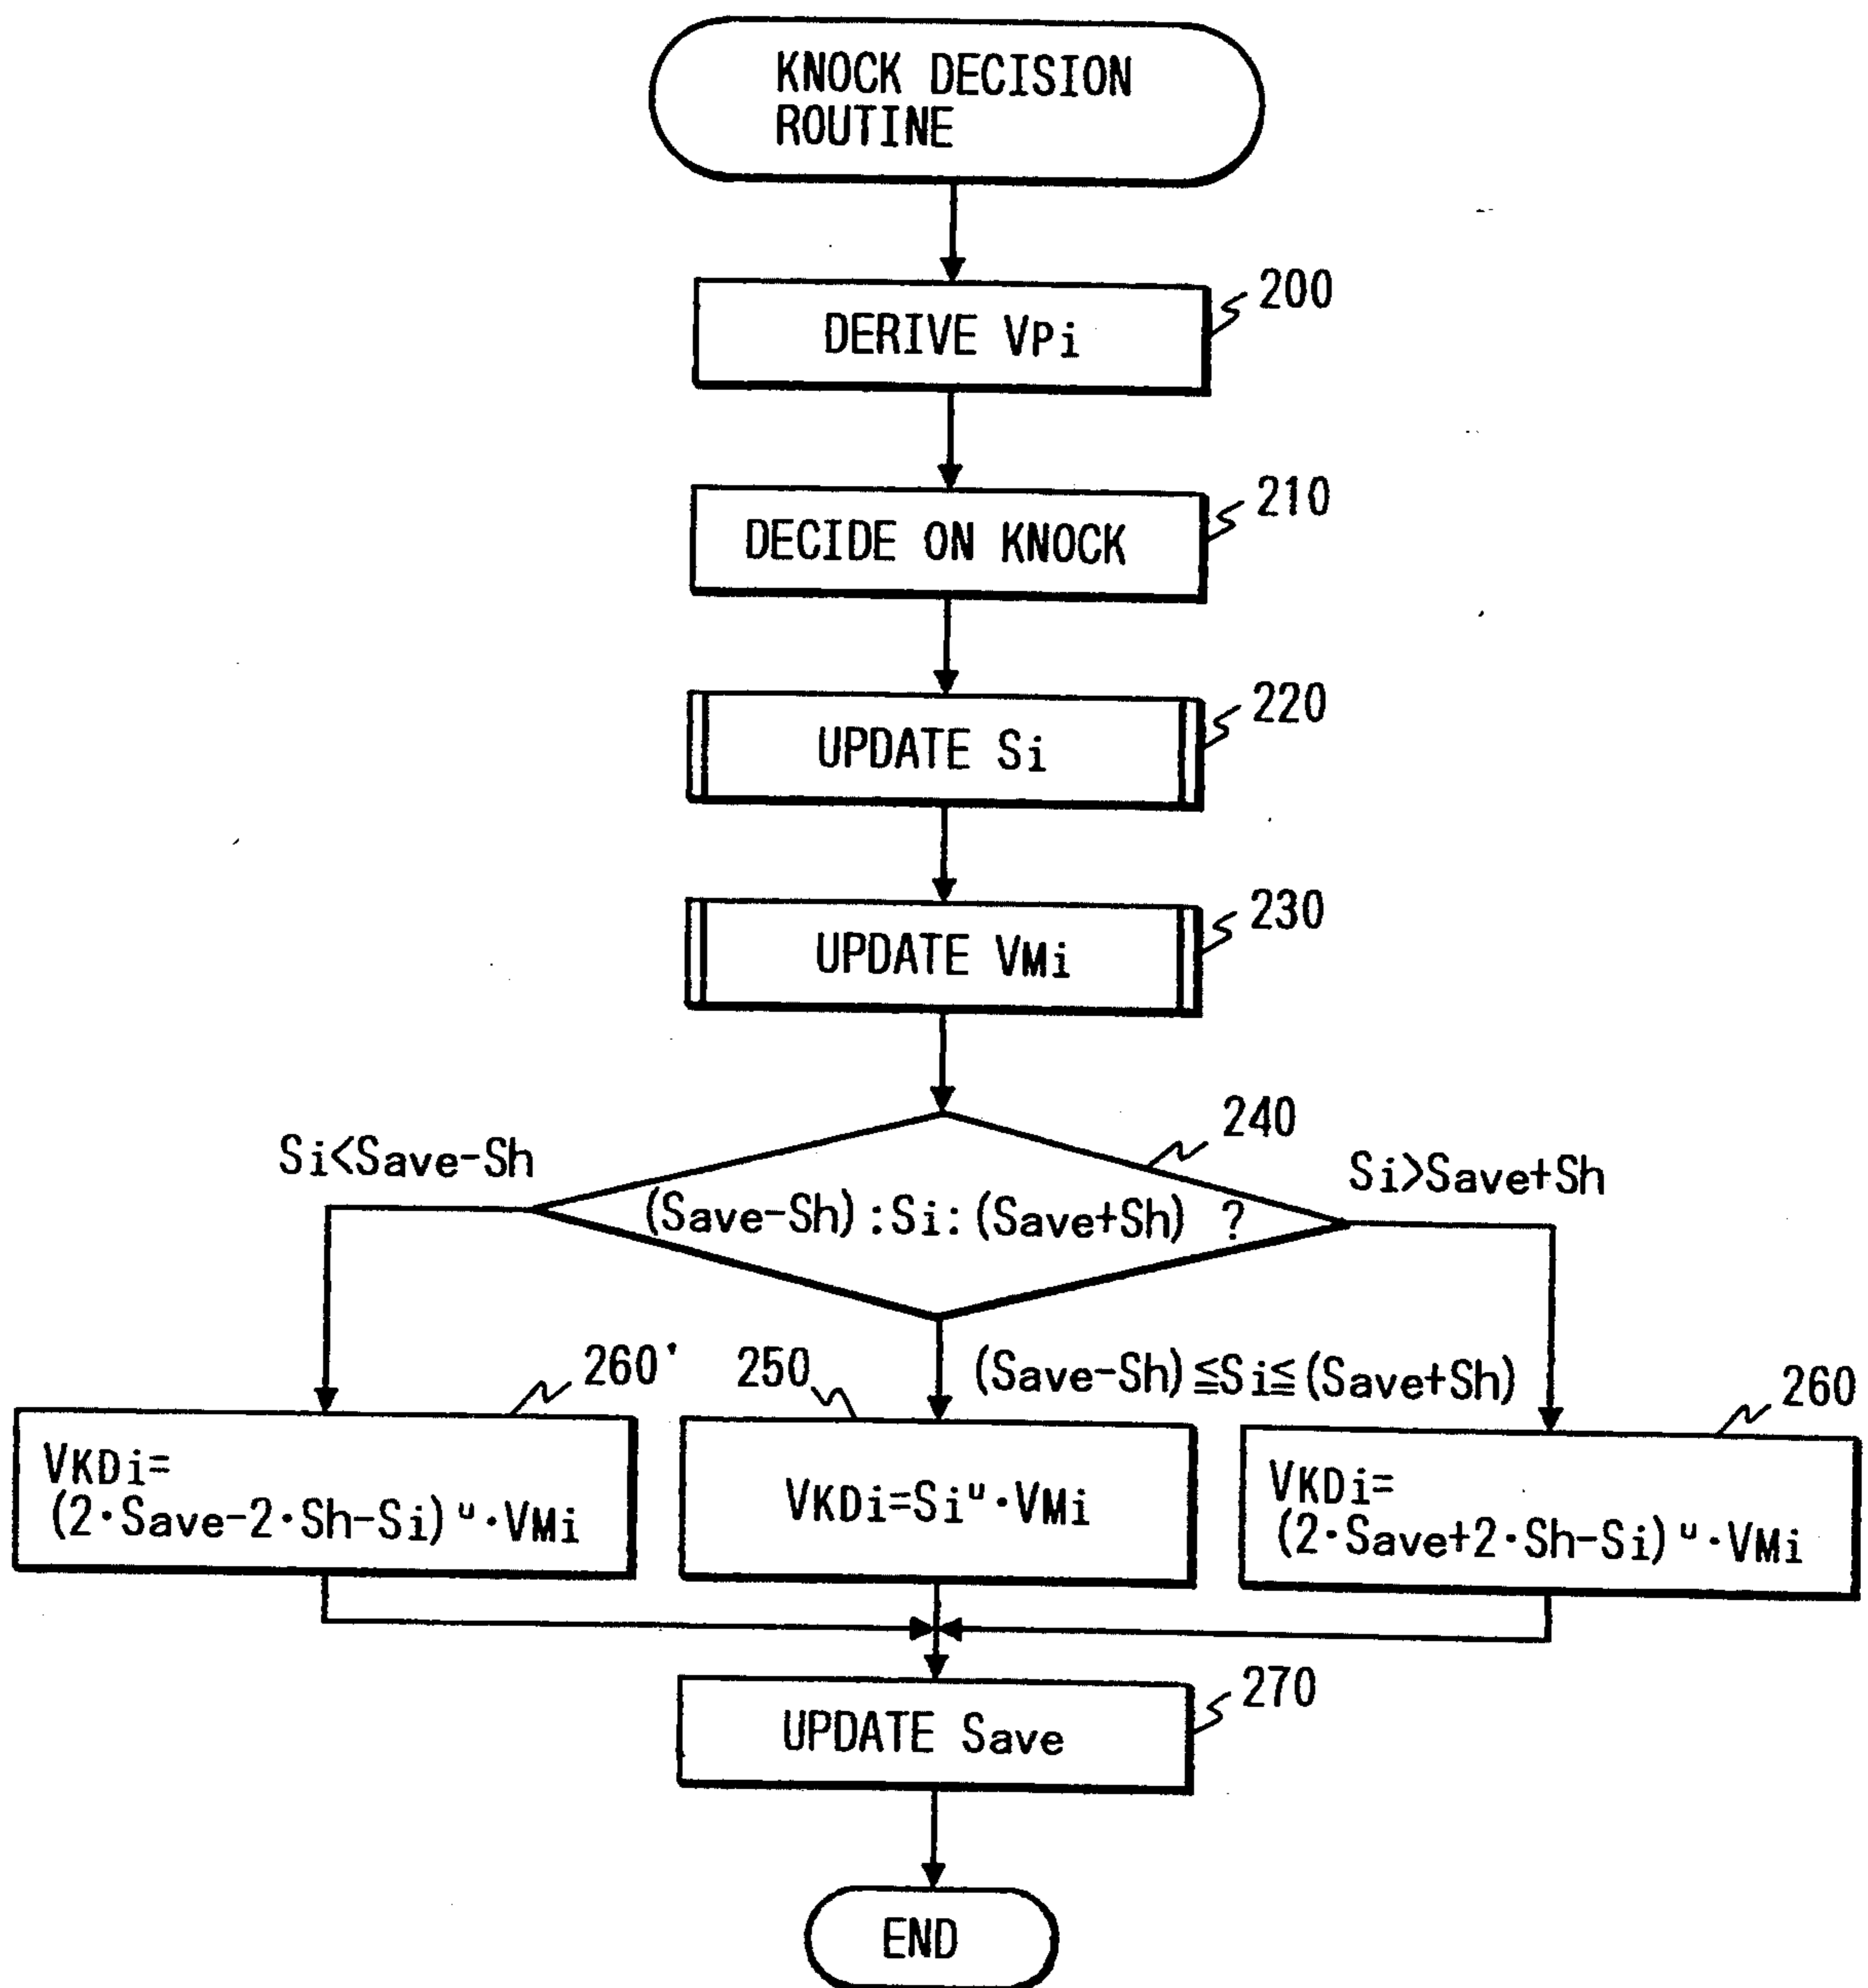 KNOCK DECISION
ROUTINE
200
DERIVE VPi
210
DECIDE ON KNOCK
220
UPDATE Si
230
UPDATE VMi
240
Si<Save-Sh
Si>Save+Sh
(Save-Sh):Si:(Save+Sh) ?
260'
250
(Save-Sh)≦Si≦(Save+Sh)
260
VKDi=
(2·Save-2·Sh-Si)ᵘ·VMi
VKDi=Siᵘ·VMi
VKDi=
(2·Save+2·Sh-Si)ᵘ·VMi
270
UPDATE Save
END